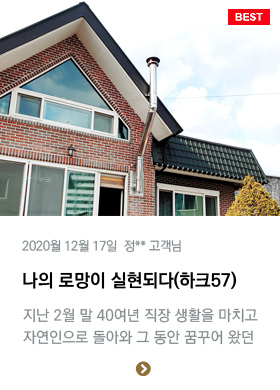 BEST
2020월 12월 17일  정** 고객님
나의 로망이 실현되다(하크57)
지난 2월 말 40여년 직장 생활을 마치고
자연인으로 돌아와 그 동안 꿈꾸어 왔던